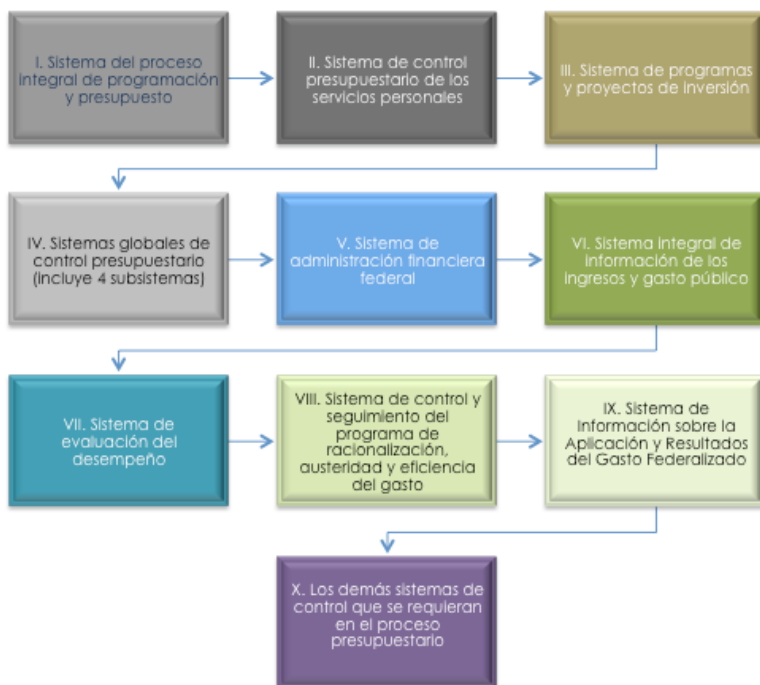 I. Sistema del proceso
integral de programación
y presupuesto
II. Sistema de control
presupuestario de los
servicios personales
III. Sistema de programas
y proyectos de inversión
IV. Sistemas globales de
control presupuestario
(incluye 4 subsistemas)
V. Sistema de
administración financiera
federal
VI. Sistema integral de
información de los
ingresos y gasto público
VII. Sistema de
evaluación del
desempeño
VIII. Sistema de control y
seguimiento del
programa de
racionalización,
austeridad y eficiencia
del gasto
IX. Sistema de
Información sobre la
Aplicación y Resultados
del Gasto Federalizado
X. Los demás sistemas de
control que se requieran
en el proceso
presupuestario